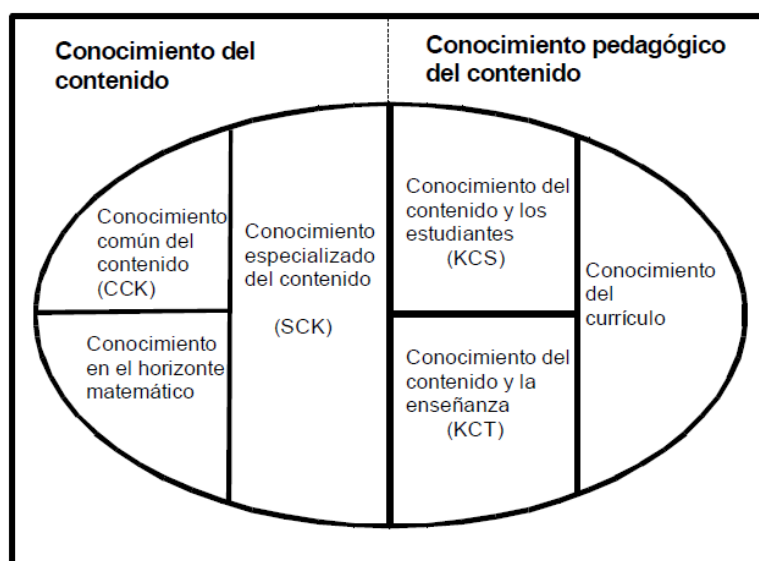 Conocimiento del
contenido
Conocimiento pedagógico
del contenido
Conocimiento
común del
contenido
(CCK)
Conocimiento
en el horizonte
matemático
Conocimiento
especializado
del contenido
(SCK)
Conocimiento del
contenido y los
estudiantes
(KCS)
Conocimiento del
contenido y la
enseñanza
(KCT)
Conocimiento
del
currículo